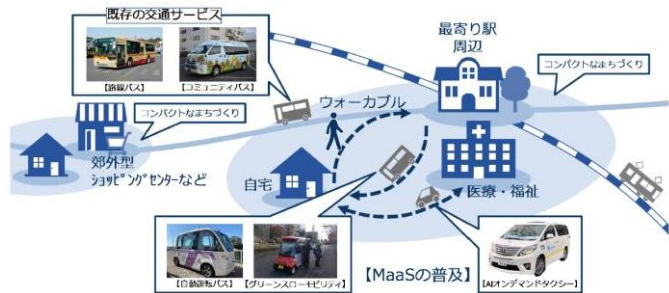 既存の交通サービス
【路線バス】
【コミュニティバス】
最寄り駅
周辺
コンパクトなまちづくり
コンパクトなまちづくり
ウォーカブル
郊外型
ショッピングセンターなど
自宅
医療・福祉
【自動運転バス】
【グリーンスローモビリティ】
【MaaSの普及】
【AIオンデマンドタクシー】